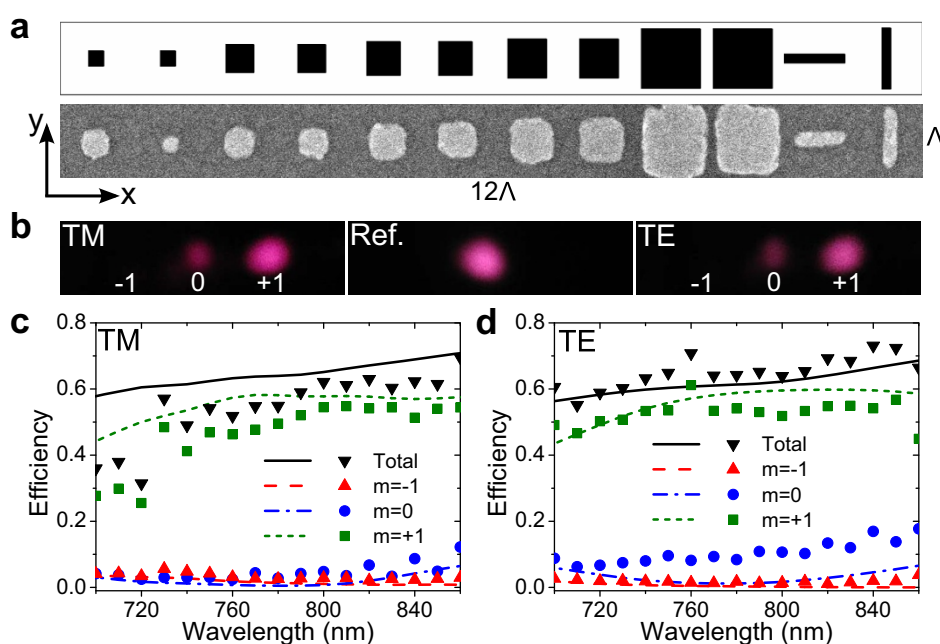 a
y
x
12Λ
Λ
b
TM
-1 0 +1
Ref.
TE
-1 0 +1
c
TM
Efficiency
0.8
0.6
0.4
0.2
0.0
Total
m=-1
m=0
m=+1
720 760 800 840
Wavelength (nm)
d
TE
Efficiency
0.8
0.6
0.4
0.2
0.0
Total
m=-1
m=0
m=+1
720 760 800 840
Wavelength (nm)